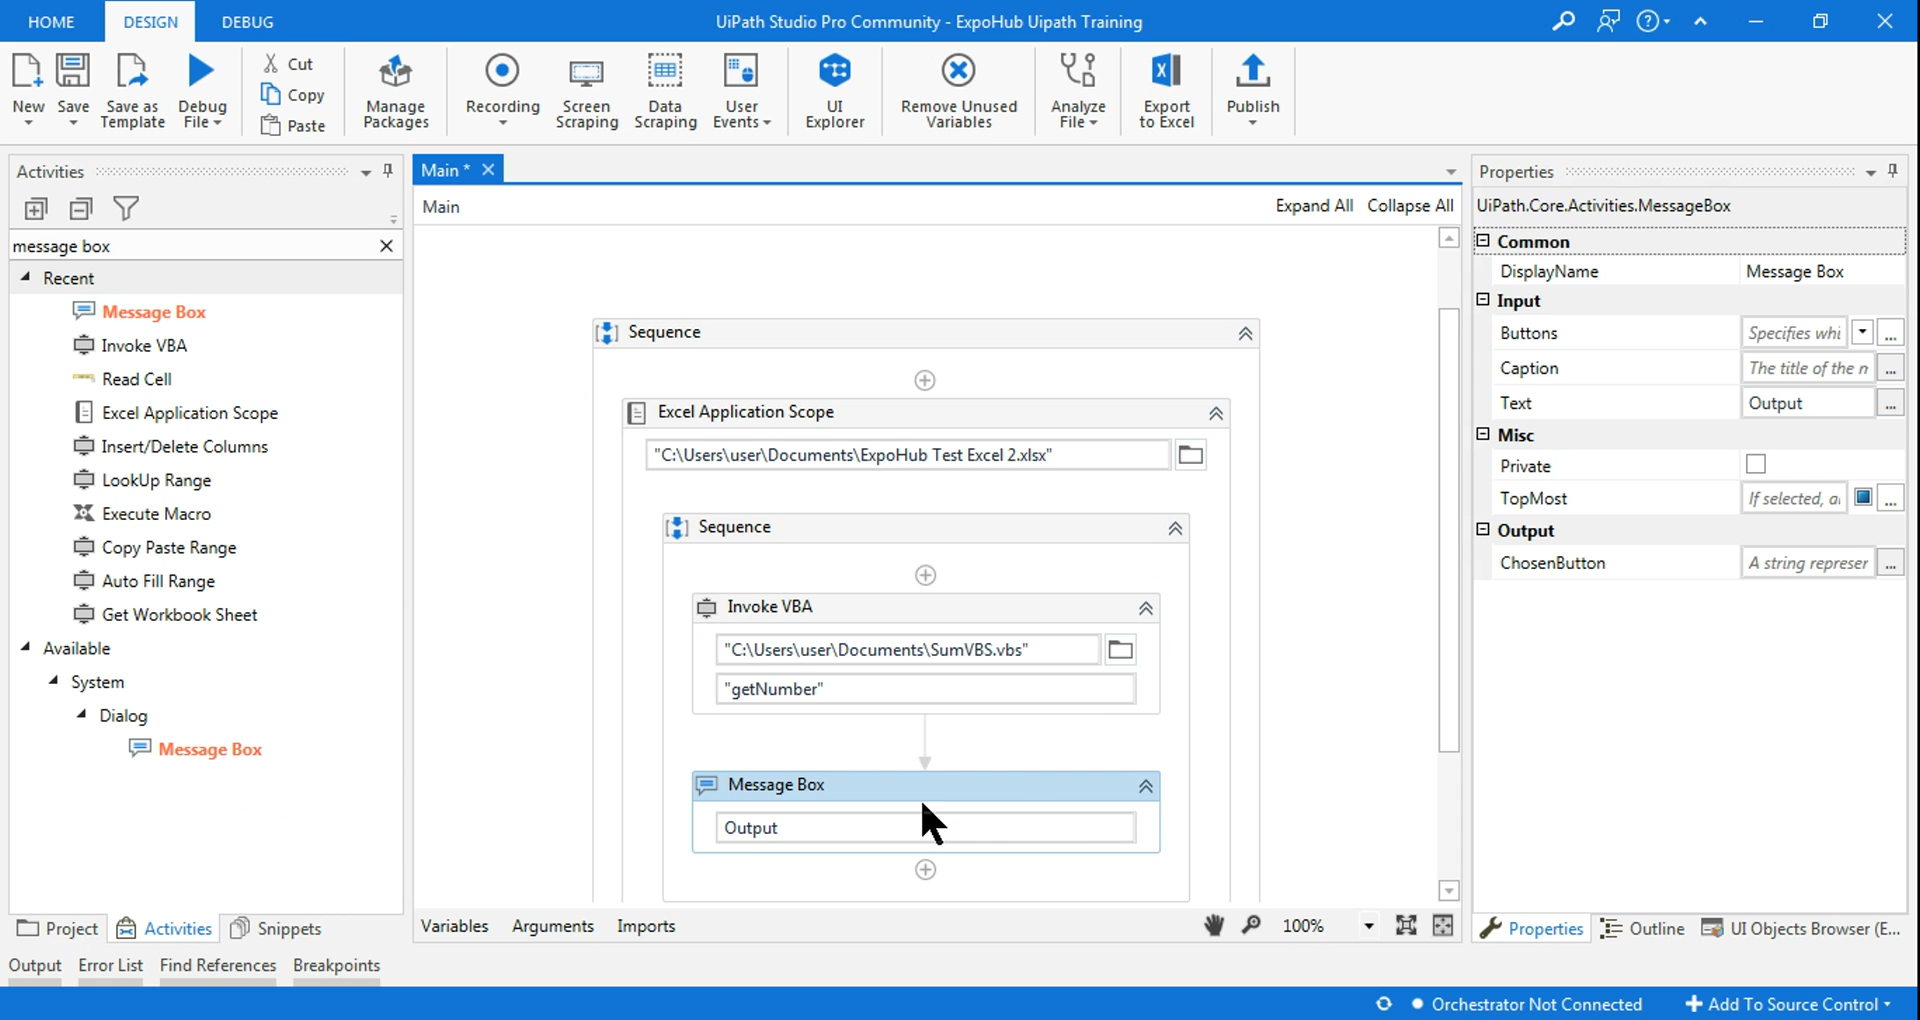 HOME DESIGN DEBUG UiPath Studio Pro Community - ExpoHub Uipath Training
New Save Save as Template Debug File Cut Copy Paste Manage Packages Recording Screen Scraping Data Scraping User Events UI Explorer Remove Unused Variables Analyze File Export to Excel Publish
Activities
message box
Recent
Message Box
Invoke VBA
Read Cell
Excel Application Scope
Insert/Delete Columns
LookUp Range
Execute Macro
Copy Paste Range
Auto Fill Range
Get Workbook Sheet
Available
System
Dialog
Message Box
Project Activities Snippets
Main *
Main Expand All Collapse All
Sequence
Excel Application Scope
"C:\Users\user\Documents\ExpoHub Test Excel 2.xlsx"
Sequence
Invoke VBA
"C:\Users\user\Documents\SumVBS.vbs"
"getNumber"
Message Box
Output
Variables Arguments Imports 100%
Properties
UiPath.Core.Activities.MessageBox
Common
DisplayName Message Box
Input
Buttons Specifies whi ...
Caption The title of the n ...
Text Output ...
Misc
Private
TopMost If selected, a ...
Output
ChosenButton A string represer ...
Properties Outline UI Objects Browser (E...
Output Error List Find References Breakpoints
Orchestrator Not Connected Add To Source Control